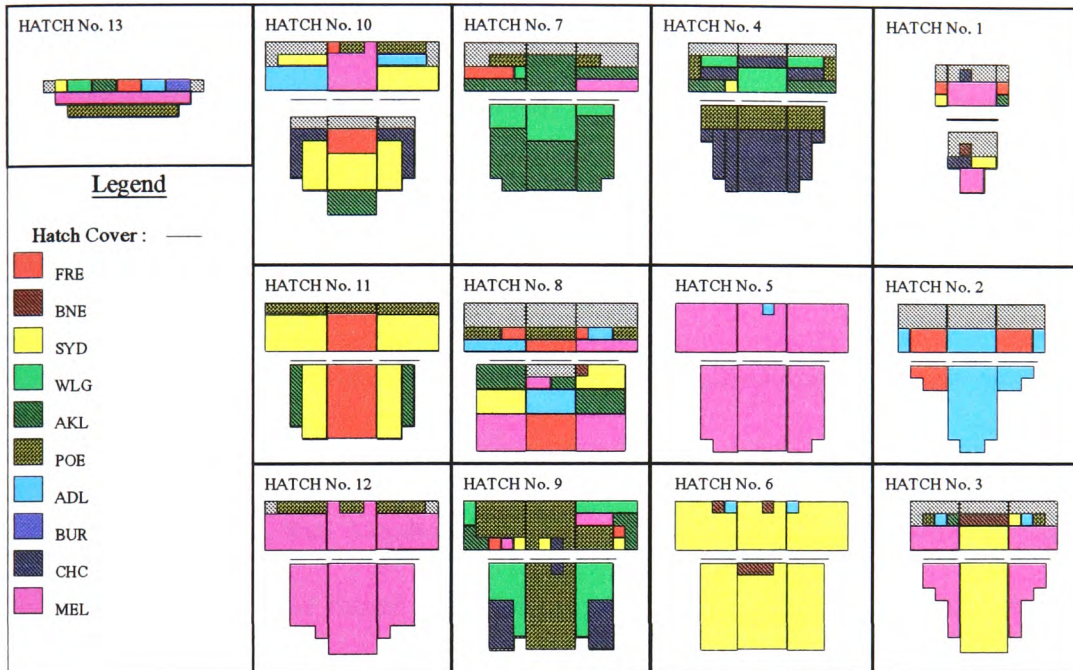 HATCH No. 13
HATCH No. 10
HATCH No. 7
HATCH No. 4
HATCH No. 1
Legend
Hatch Cover :
FRE
BNE
SYD
WLG
AKL
POE
ADL
BUR
CHC
MEL
HATCH No. 11
HATCH No. 8
HATCH No. 5
HATCH No. 2
HATCH No. 12
HATCH No. 9
HATCH No. 6
HATCH No. 3